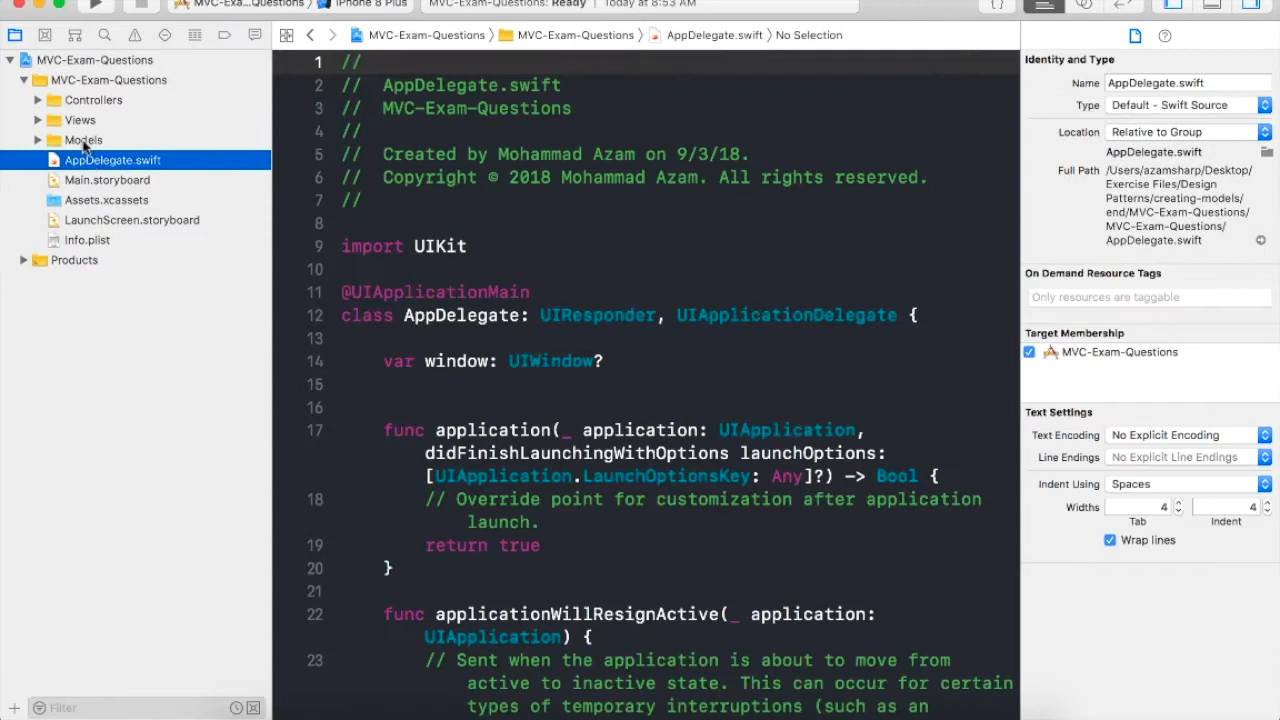 MVC-Exa...Questions
iPhone 8 Plus
MVC-Exam-Questions: Ready
Today at 8:53 AM
MVC-Exam-Questions
MVC-Exam-Questions
AppDelegate.swift
No Selection
MVC-Exam-Questions
MVC-Exam-Questions
Controllers
Views
Models
AppDelegate.swift
Main.storyboard
Assets.xcassets
LaunchScreen.storyboard
Info.plist
Products
Filter
1 //
2 // AppDelegate.swift
3 // MVC-Exam-Questions
4 //
5 // Created by Mohammad Azam on 9/3/18.
6 // Copyright © 2018 Mohammad Azam. All rights reserved.
7 //
8
9 import UIKit
10
11 @UIApplicationMain
12 class AppDelegate: UIResponder, UIApplicationDelegate {
13
14 var window: UIWindow?
15
16
17 func application(_ application: UIApplication,
didFinishLaunchingWithOptions launchOptions:
[UIApplication.LaunchOptionsKey: Any]?) -> Bool {
18 // Override point for customization after application
launch.
19 return true
20 }
21
22 func applicationWillResignActive(_ application:
UIApplication) {
23 // Sent when the application is about to move from
active to inactive state. This can occur for certain
types of temporary interruptions (such as an
Identity and Type
Name AppDelegate.swift
Type Default - Swift Source
Location Relative to Group
AppDelegate.swift
Full Path /Users/azamsharp/Desktop/
Exercise Files/Design
Patterns/creating-models/
end/MVC-Exam-Questions/
MVC-Exam-Questions/
AppDelegate.swift
On Demand Resource Tags
Only resources are taggable
Target Membership
MVC-Exam-Questions
Text Settings
Text Encoding No Explicit Encoding
Line Endings No Explicit Line Endings
Indent Using Spaces
Widths 4 4
Tab Indent
Wrap lines